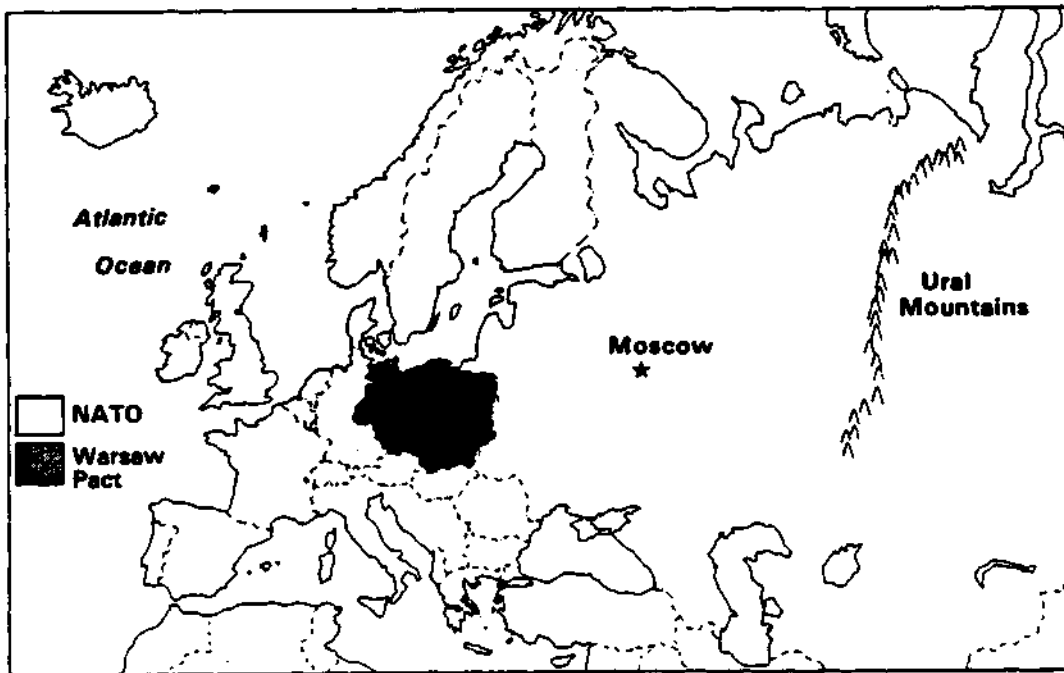 Atlantic
Ocean
Ural
Mountains
Moscow
NATO
Warsaw
Pact